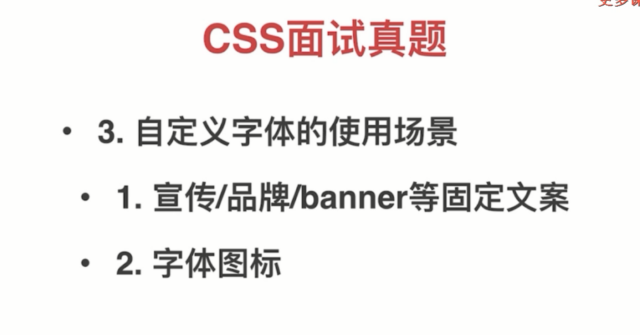 CSS面试真题
• 3. 自定义字体的使用场景
• 1. 宣传/品牌/banner等固定文案
• 2. 字体图标